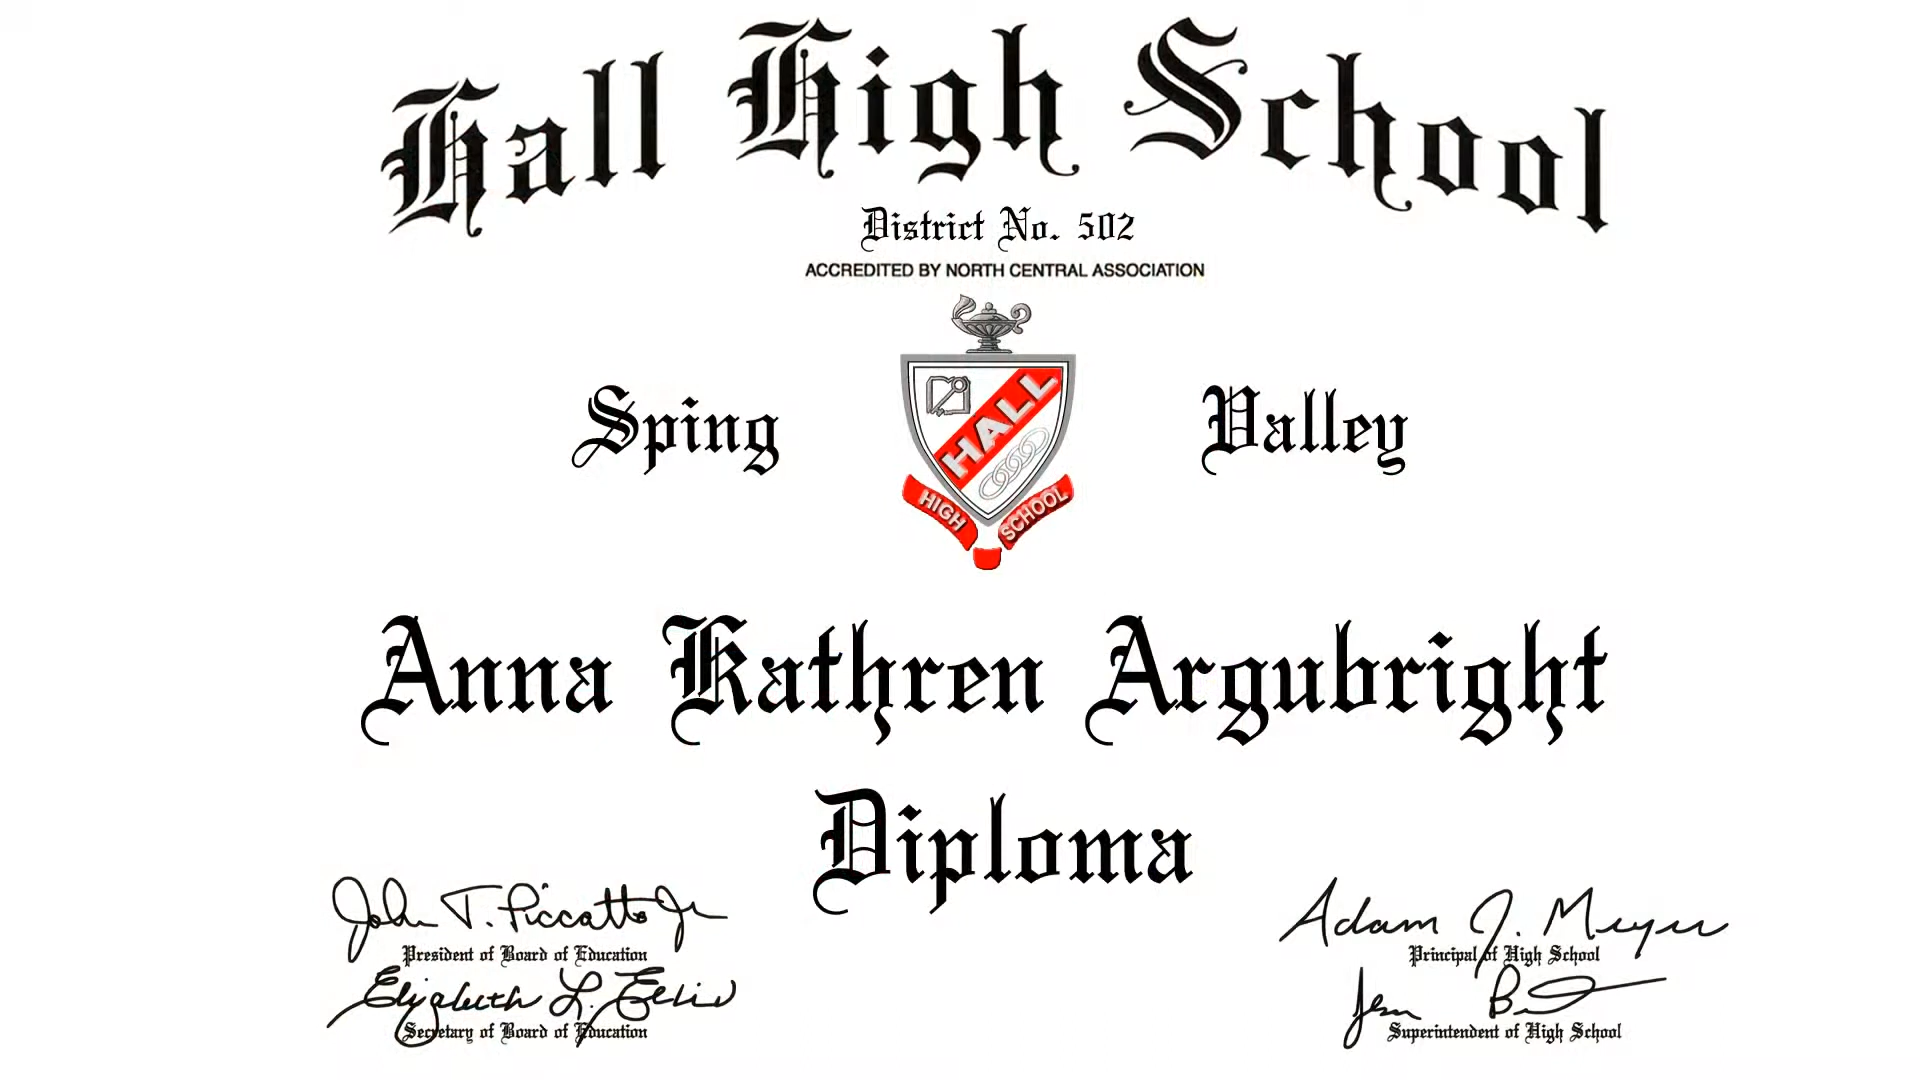 Hall High School
District No. 502
ACCREDITED BY NORTH CENTRAL ASSOCIATION
Sping Valley
HALL
HIGH SCHOOL
Anna Kathren Argubright
Diploma
John T. Piccatto Jr
President of Board of Education
Elizabeth L. Ellis
Secretary of Board of Education
Adam J. Meyer
Principal of High School
Superintendent of High School